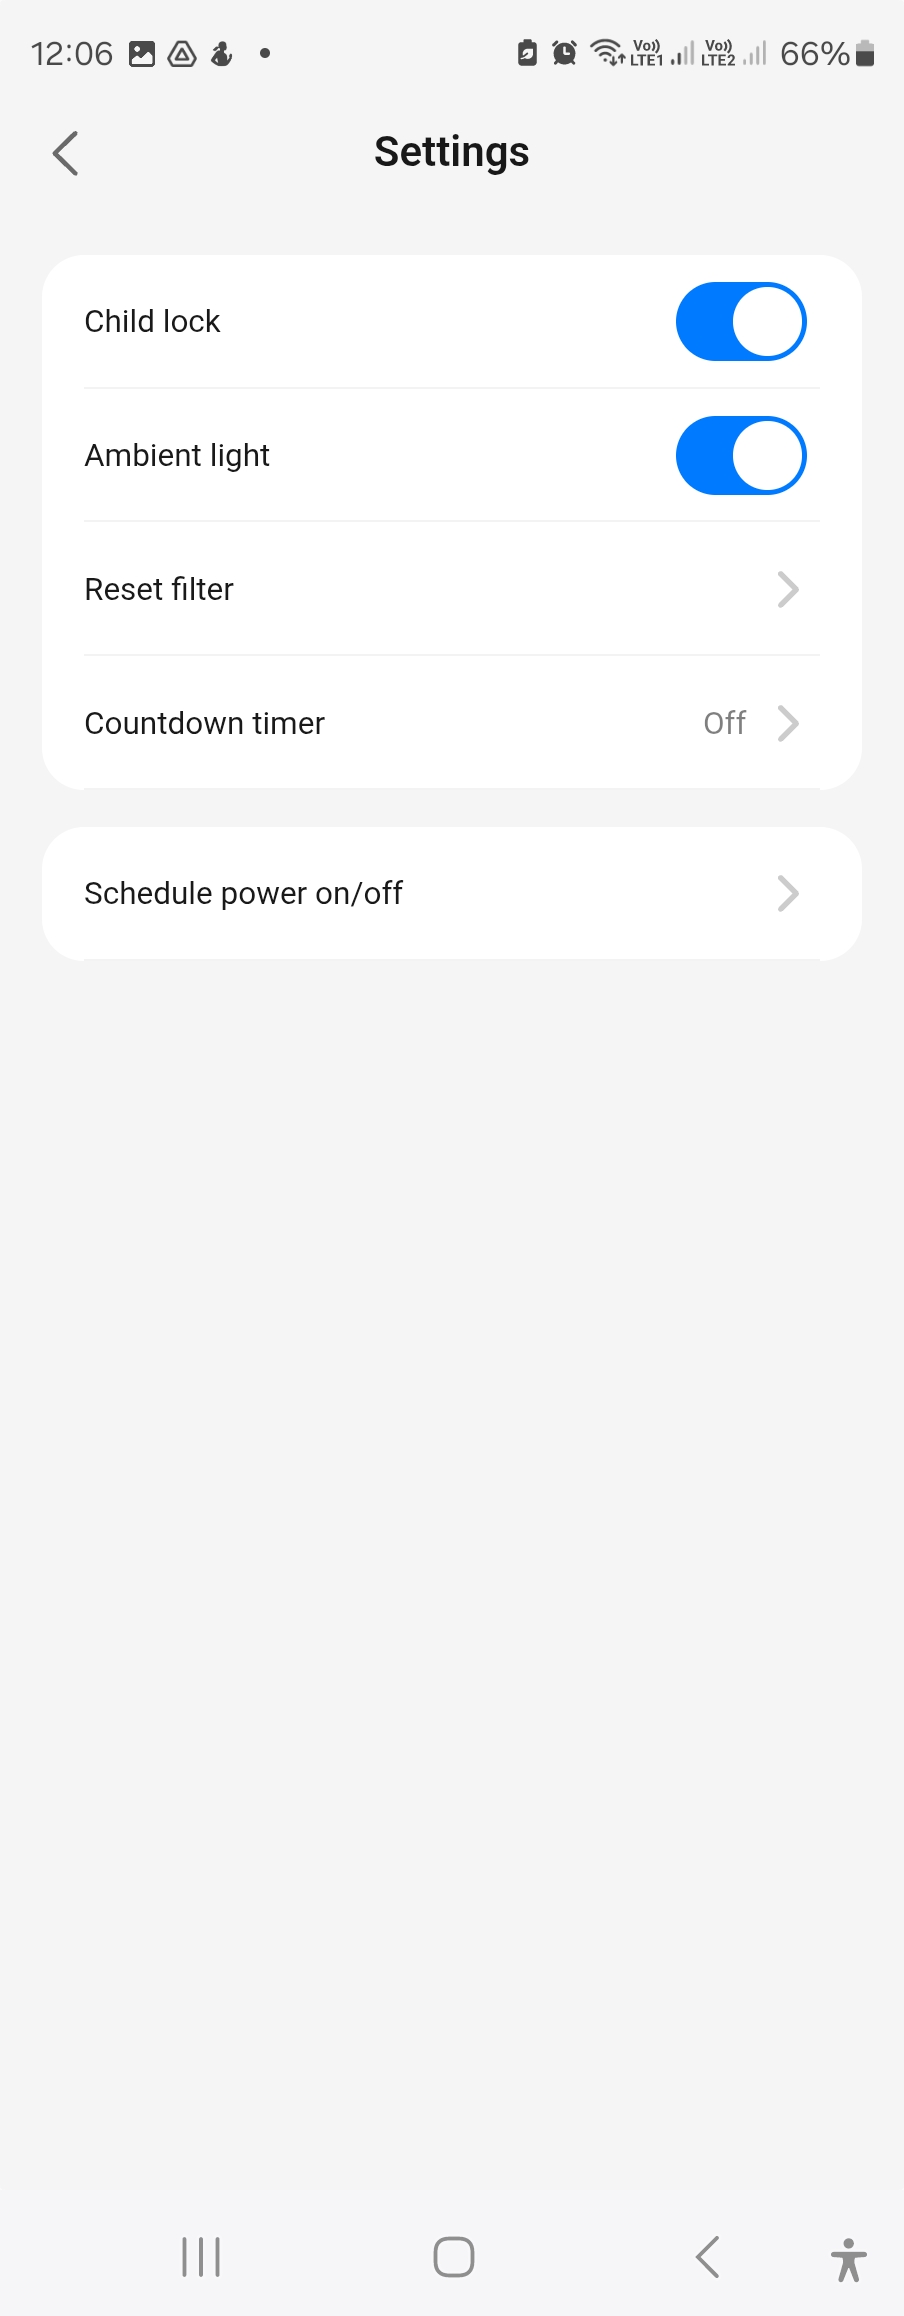 12:06 Vo)) LTE1 Vo)) LTE2 66%
Settings
Child lock
Ambient light
Reset filter
Countdown timer Off
Schedule power on/off